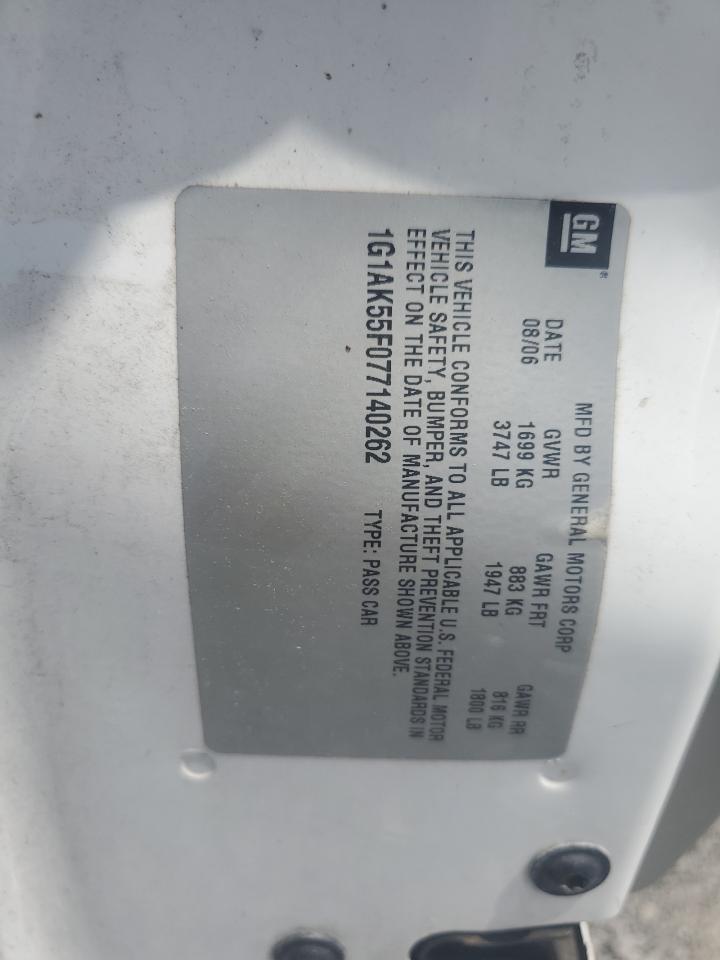 GM
MFD BY GENERAL MOTORS CORP
DATE GVWR GAWR FRT GAWR RR
08/06 1699 KG 883 KG 816 KG
3747 LB 1947 LB 1800 LB
THIS VEHICLE CONFORMS TO ALL APPLICABLE U.S. FEDERAL MOTOR
VEHICLE SAFETY, BUMPER, AND THEFT PREVENTION STANDARDS IN
EFFECT ON THE DATE OF MANUFACTURE SHOWN ABOVE.
1G1AK55F077140262 TYPE: PASS CAR